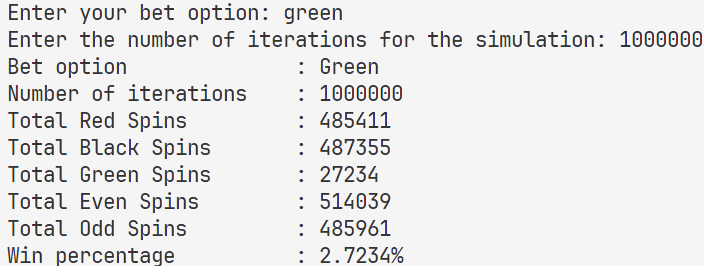 Enter your bet option: green
Enter the number of iterations for the simulation: 1000000
Bet option              : Green
Number of iterations    : 1000000
Total Red Spins         : 485411
Total Black Spins       : 487355
Total Green Spins       : 27234
Total Even Spins        : 514039
Total Odd Spins         : 485961
Win percentage          : 2.7234%